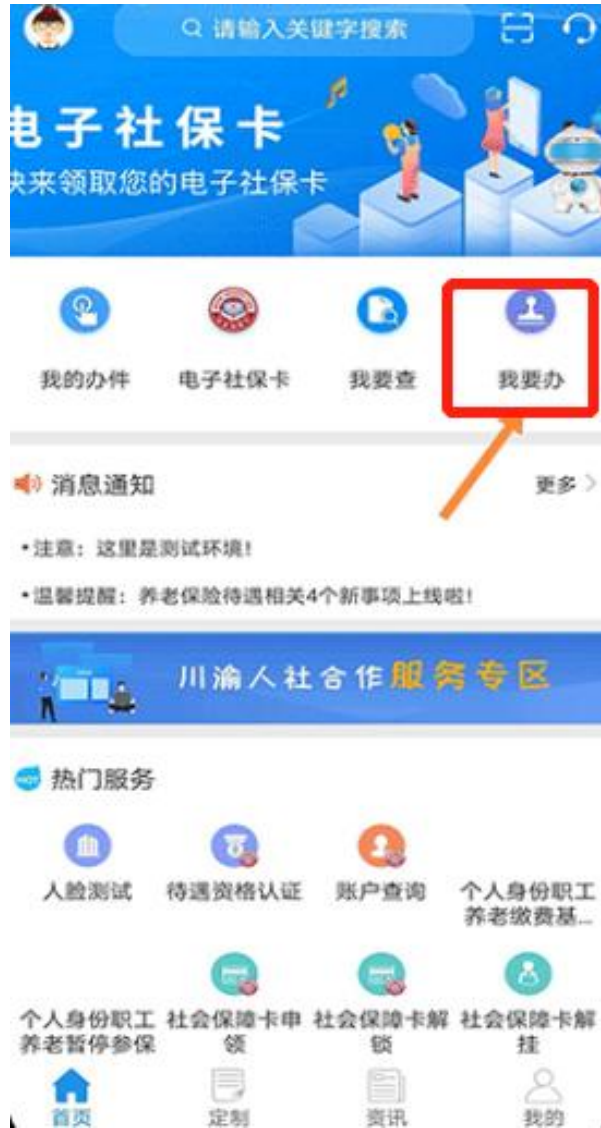 请输入关键字搜索
电子社保卡
快来领取您的电子社保卡
我的办件 电子社保卡 我要查 我要办
消息通知 更多
•注意：这里是测试环境！
•温馨提醒：养老保险待遇相关4个新事项上线啦！
川渝人社合作服务专区
HOT 热门服务
人脸测试 待遇资格认证 账户查询 个人身份职工
养老缴费基...
个人身份职工 社会保障卡申 社会保障卡解 社会保障卡解
养老暂停参保 领 锁 挂
首页 定制 资讯 我的